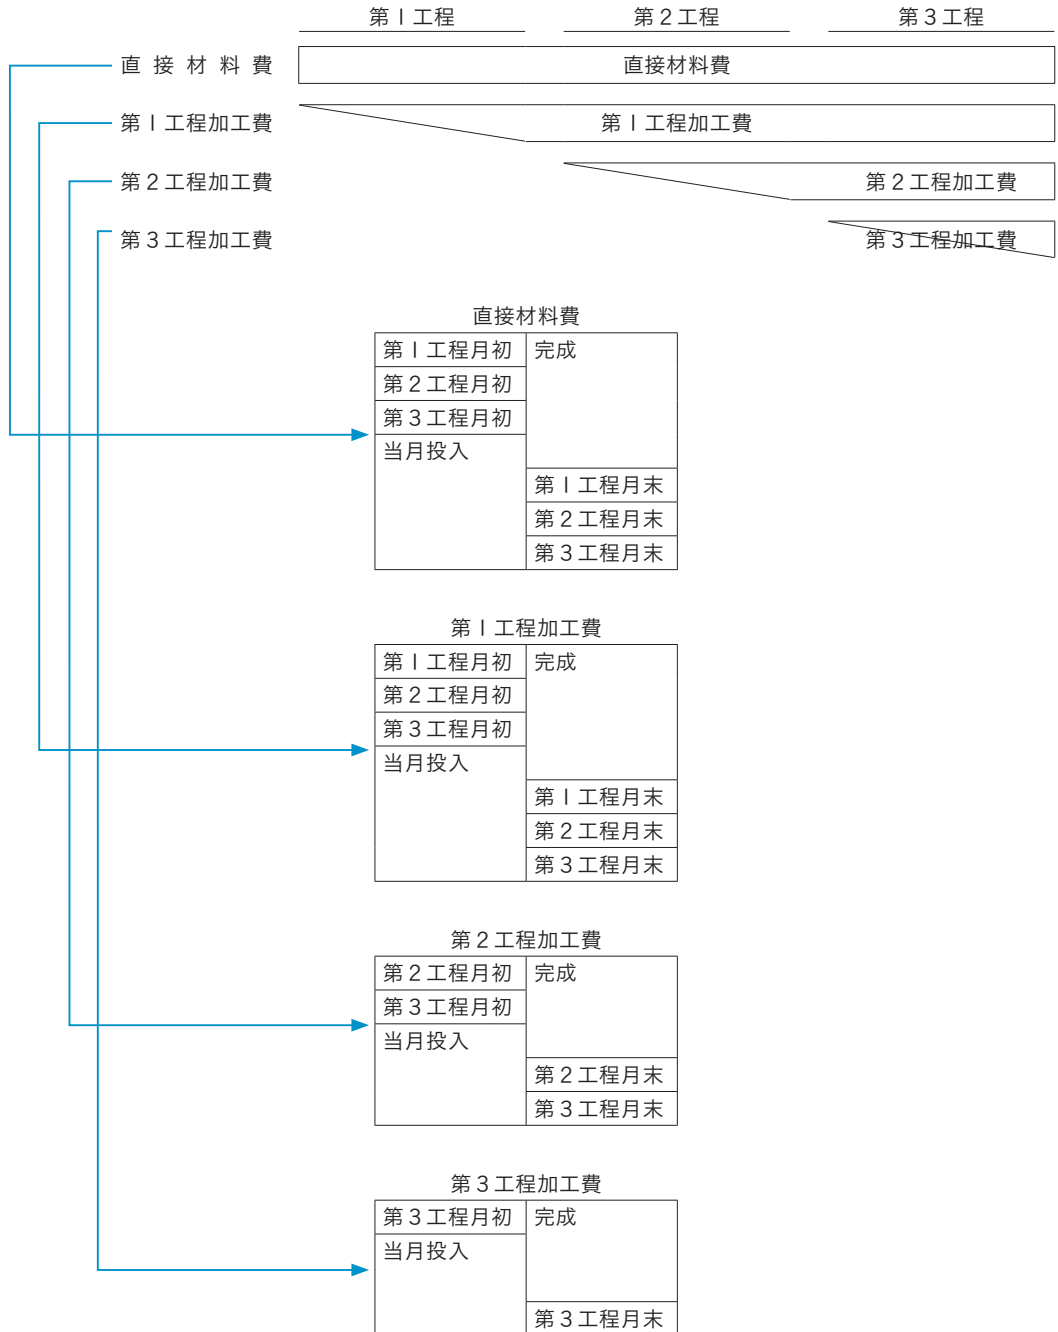 第1工程 第2工程 第3工程
直接材料費 直接材料費
第1工程加工費 第1工程加工費
第2工程加工費 第2工程加工費
第3工程加工費 第3工程加工費
直接材料費
第1工程月初 完成
第2工程月初
第3工程月初
当月投入
第1工程月末
第2工程月末
第3工程月末
第1工程加工費
第1工程月初 完成
第2工程月初
第3工程月初
当月投入
第1工程月末
第2工程月末
第3工程月末
第2工程加工費
第2工程月初 完成
第3工程月初
当月投入
第2工程月末
第3工程月末
第3工程加工費
第3工程月初 完成
当月投入
第3工程月末